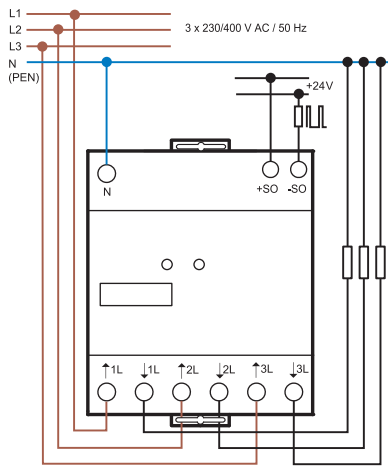 L1
L2
3 x 230/400 V AC / 50 Hz
L3
N
(PEN)
+24V
N
+SO
-SO
↑1L
↓1L
↑2L
↓2L
↑3L
↓3L